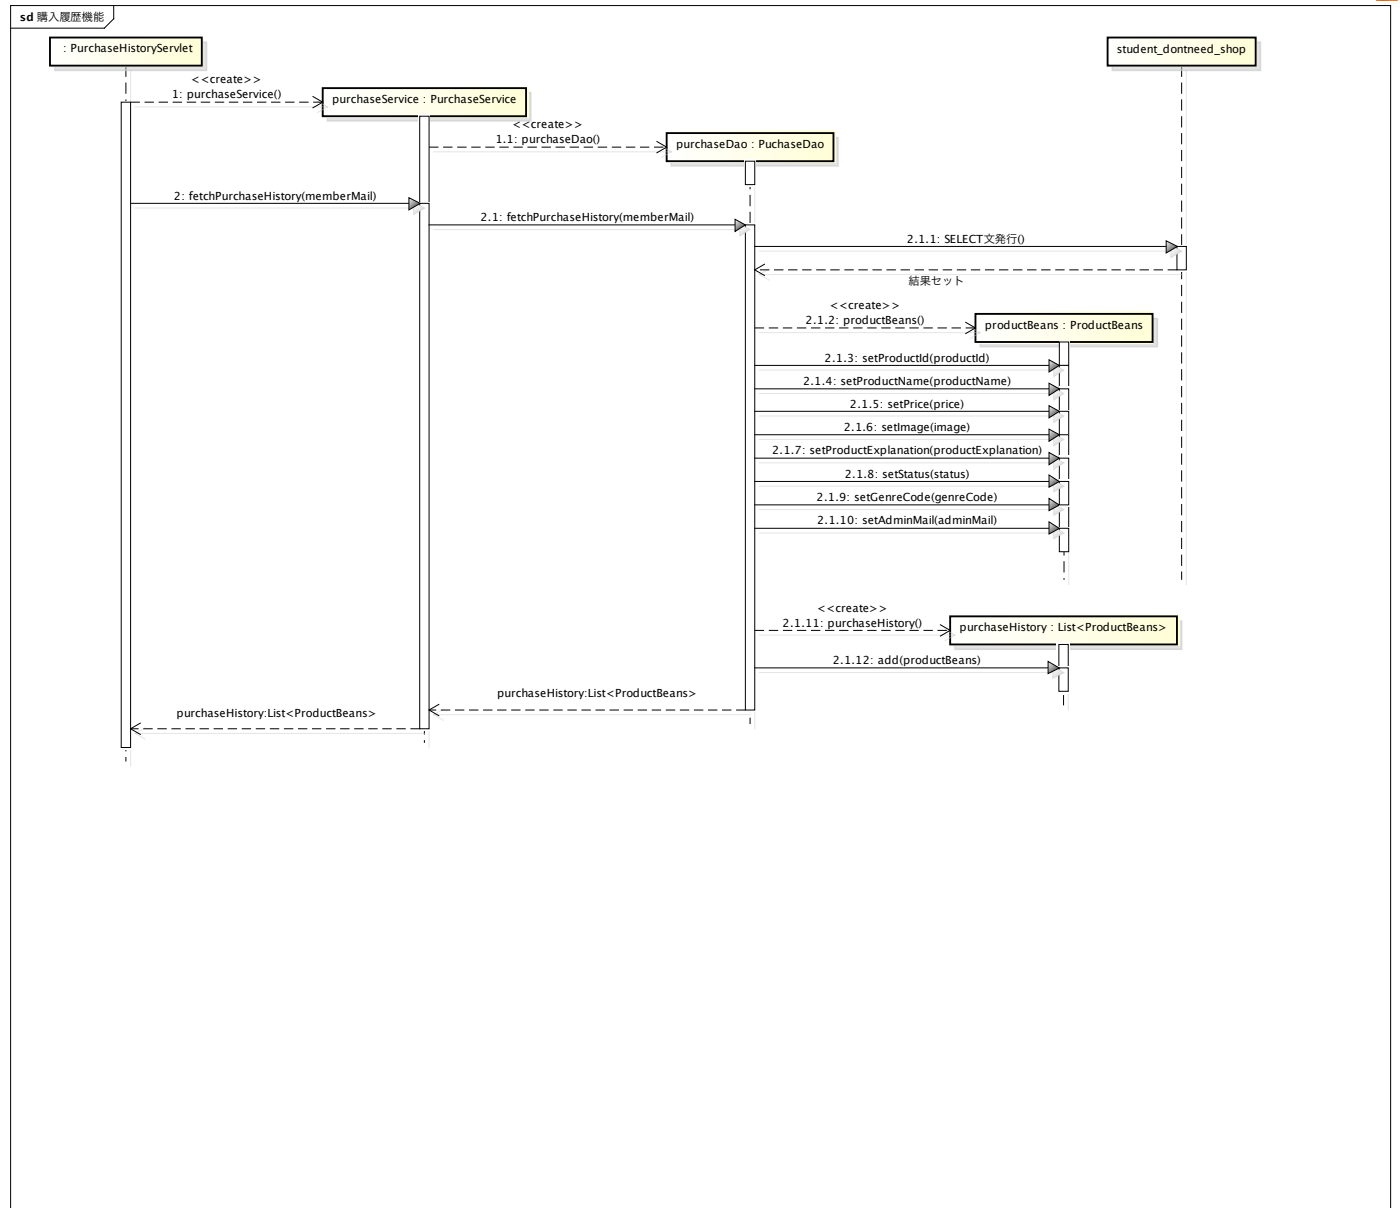 sd 購入履歴機能
: PurchaseHistoryServlet
student_dontneed_shop
<<create>>
1: purchaseService()
purchaseService : PurchaseService
<<create>>
1.1: purchaseDao()
purchaseDao : PuchaseDao
2: fetchPurchaseHistory(memberMail)
2.1: fetchPurchaseHistory(memberMail)
2.1.1: SELECT文発行()
結果セット
<<create>>
2.1.2: productBeans()
productBeans : ProductBeans
2.1.3: setProductId(productId)
2.1.4: setProductName(productName)
2.1.5: setPrice(price)
2.1.6: setImage(image)
2.1.7: setProductExplanation(productExplanation)
2.1.8: setStatus(status)
2.1.9: setGenreCode(genreCode)
2.1.10: setAdminMail(adminMail)
<<create>>
2.1.11: purchaseHistory()
purchaseHistory : List<ProductBeans>
2.1.12: add(productBeans)
purchaseHistory:List<ProductBeans>
purchaseHistory:List<ProductBeans>